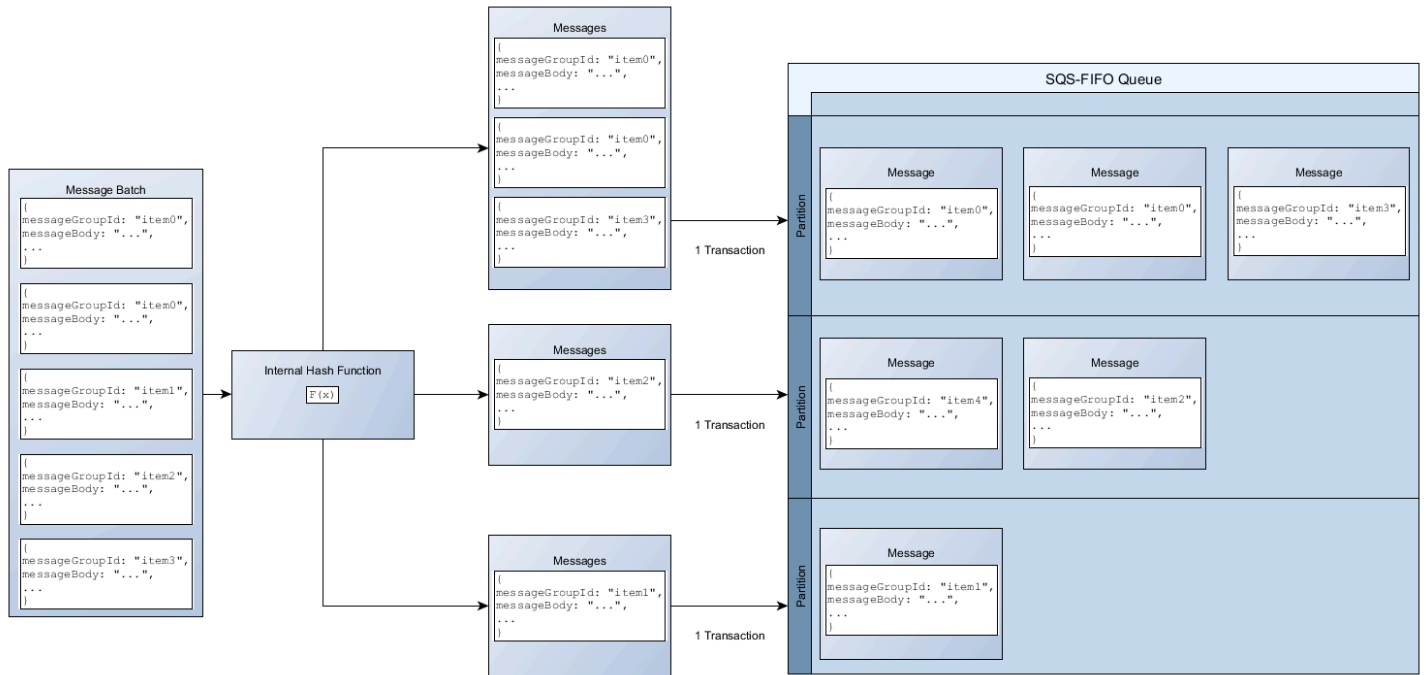 Message Batch
{
messageGroupId: "item0",
messageBody: "...",
...
}
{
messageGroupId: "item0",
messageBody: "...",
...
}
{
messageGroupId: "item1",
messageBody: "...",
...
}
{
messageGroupId: "item2",
messageBody: "...",
...
}
{
messageGroupId: "item3",
messageBody: "...",
...
}
Internal Hash Function
F(x)
Messages
{
messageGroupId: "item0",
messageBody: "...",
...
}
{
messageGroupId: "item0",
messageBody: "...",
...
}
{
messageGroupId: "item3",
messageBody: "...",
...
}
1 Transaction
Messages
{
messageGroupId: "item2",
messageBody: "...",
...
}
1 Transaction
Messages
{
messageGroupId: "item1",
messageBody: "...",
...
}
1 Transaction
SQS-FIFO Queue
Partition
Message
{
messageGroupId: "item0",
messageBody: "...",
...
}
Message
{
messageGroupId: "item0",
messageBody: "...",
...
}
Message
{
messageGroupId: "item3",
messageBody: "...",
...
}
Partition
Message
{
messageGroupId: "item4",
messageBody: "...",
...
}
Message
{
messageGroupId: "item2",
messageBody: "...",
...
}
Partition
Message
{
messageGroupId: "item1",
messageBody: "...",
...
}